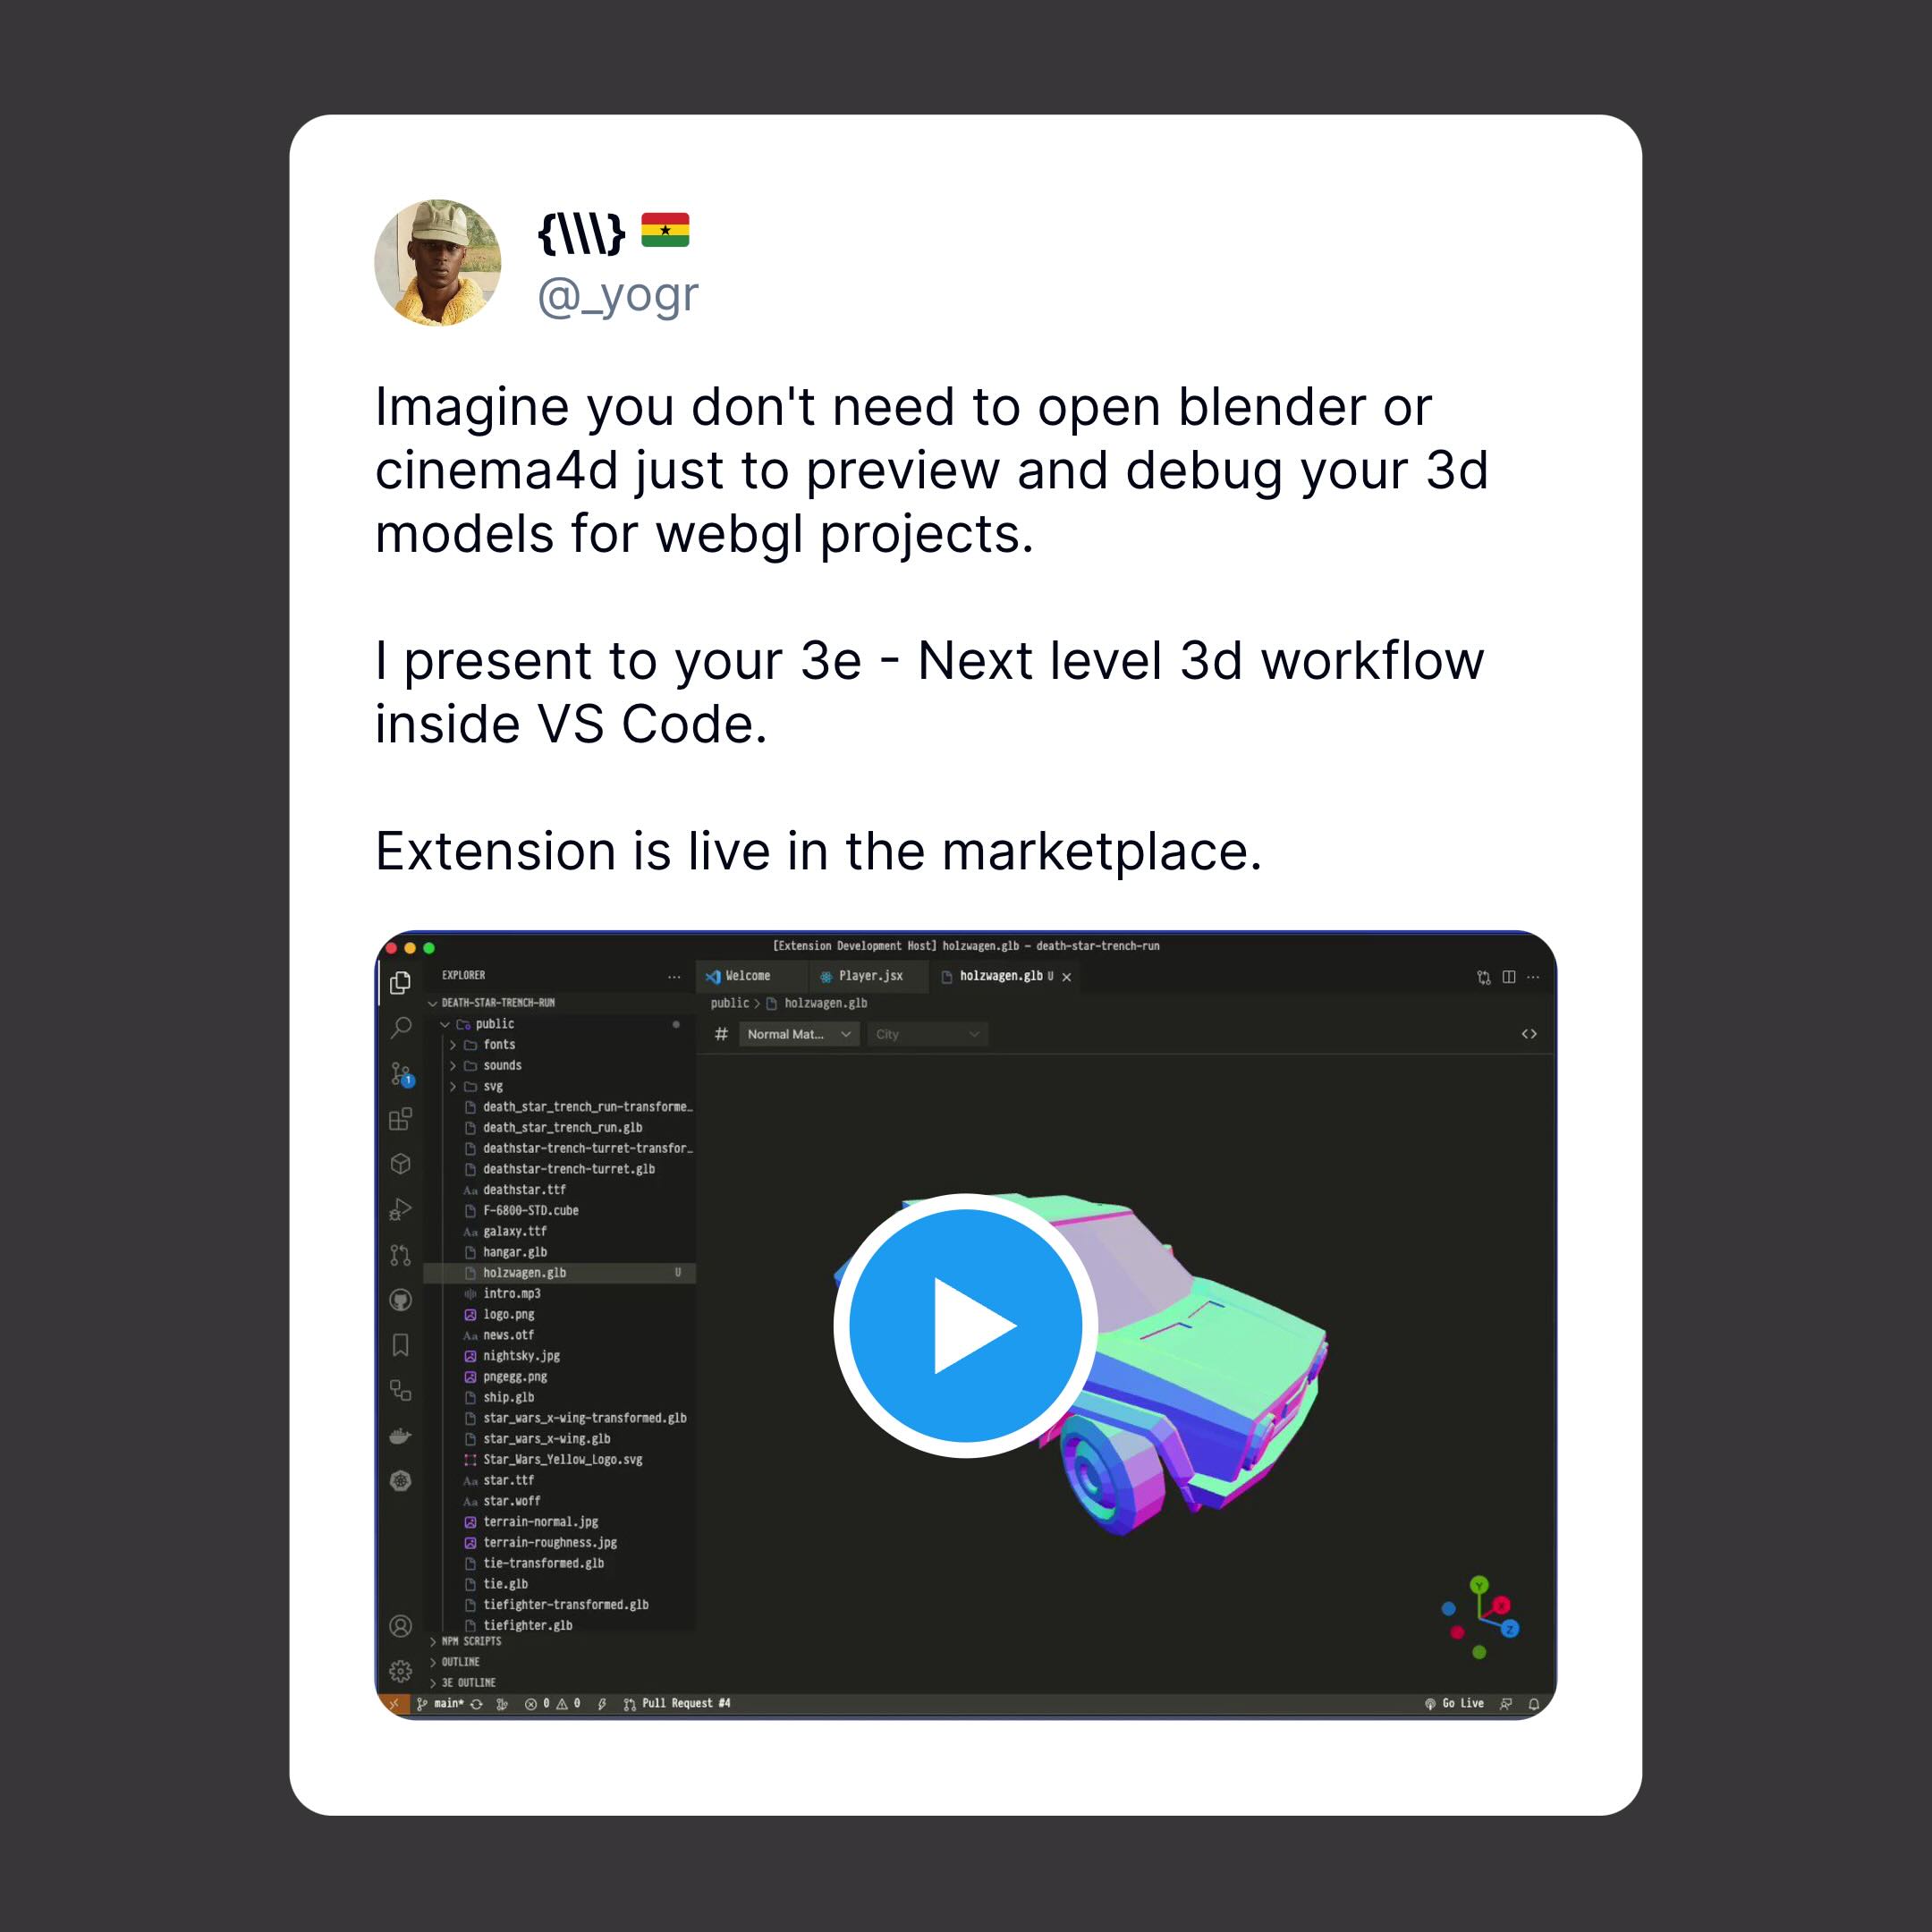 {\\\} 🇬🇭
@_yogr
Imagine you don't need to open blender or
cinema4d just to preview and debug your 3d
models for webgl projects.
I present to your 3e - Next level 3d workflow
inside VS Code.
Extension is live in the marketplace.
[Extension Development Host] holzwagen.glb — death-star-trench-run
EXPLORER ...
Welcome
Player.jsx
holzwagen.glb U
...
DEATH-STAR-TRENCH-RUN
public > holzwagen.glb
public
# Normal Mat... City <>
fonts
sounds
svg
1
death_star_trench_run-transforme…
death_star_trench_run.glb
deathstar-trench-turret-transfor…
deathstar-trench-turret.glb
Aa deathstar.ttf
F-6800-STD.cube
Aa galaxy.ttf
hangar.glb
holzwagen.glb U
intro.mp3
logo.png
Aa news.otf
nightsky.jpg
pngegg.png
ship.glb
star_wars_x-wing-transformed.glb
star_wars_x-wing.glb
Star_Wars_Yellow_Logo.svg
Aa star.ttf
Aa star.woff
terrain-normal.jpg
terrain-roughness.jpg
tie-transformed.glb
tie.glb
tiefighter-transformed.glb
tiefighter.glb
Y
X
Z
NPM SCRIPTS
OUTLINE
3E OUTLINE
main* 0 0 Pull Request #4 Go Live